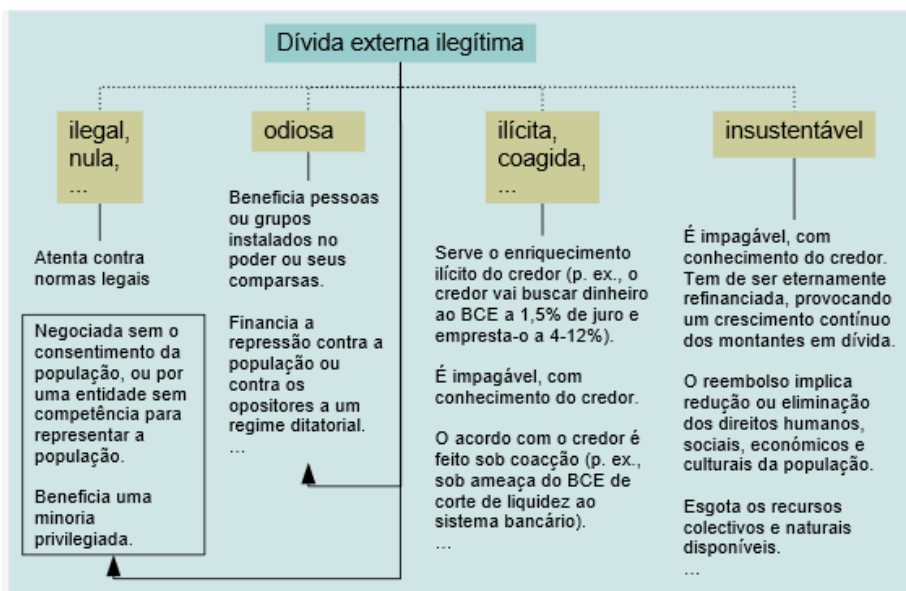 Dívida externa ilegítima
ilegal,
nula,
...
Atenta contra
normas legais
Negociada sem o
consentimento da
população, ou por
uma entidade sem
competência para
representar a
população.
Beneficia uma
minoria
privilegiada.
odiosa
Beneficia pessoas
ou grupos
instalados no
poder ou seus
comparsas.
Financia a
repressão contra a
população ou
contra os
opositores a um
regime ditatorial.
...
ilícita,
coagida,
...
Serve o enriquecimento
ilícito do credor (p. ex., o
credor vai buscar dinheiro
ao BCE a 1,5% de juro e
empresta-o a 4-12%).
É impagável, com
conhecimento do credor.
O acordo com o credor é
feito sob coacção (p. ex.,
sob ameaça do BCE de
corte de liquidez ao
sistema bancário).
...
insustentável
É impagável, com
conhecimento do credor.
Tem de ser eternamente
refinanciada, provocando
um crescimento contínuo
dos montantes em dívida.
O reembolso implica
redução ou eliminação
dos direitos humanos,
sociais, económicos e
culturais da população.
Esgota os recursos
colectivos e naturais
disponíveis.
...